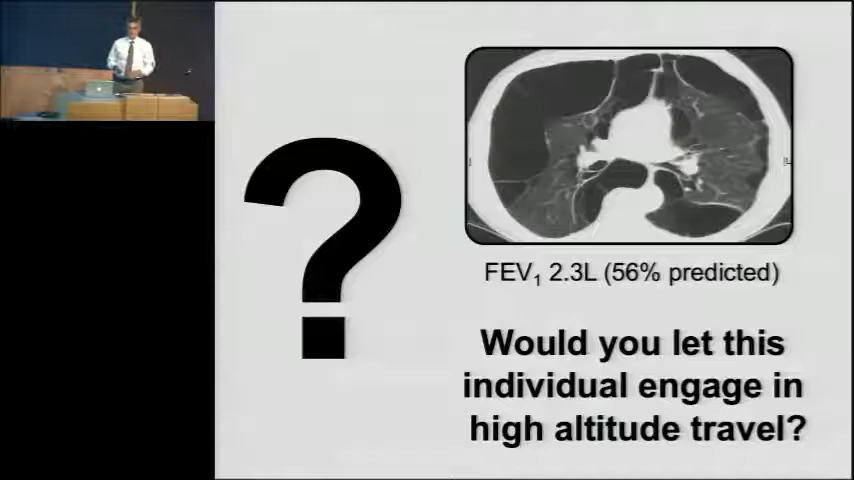 FEV₁ 2.3L (56% predicted)
Would you let this
individual engage in
high altitude travel?
?